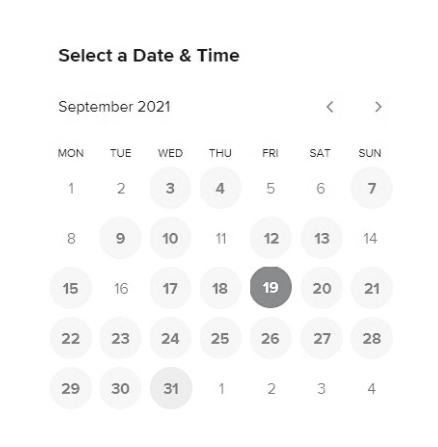 Select a Date & Time
September 2021
MON TUE WED THU FRI SAT SUN
1 2 3 4 5 6 7
8 9 10 11 12 13 14
15 16 17 18 19 20 21
22 23 24 25 26 27 28
29 30 31 1 2 3 4